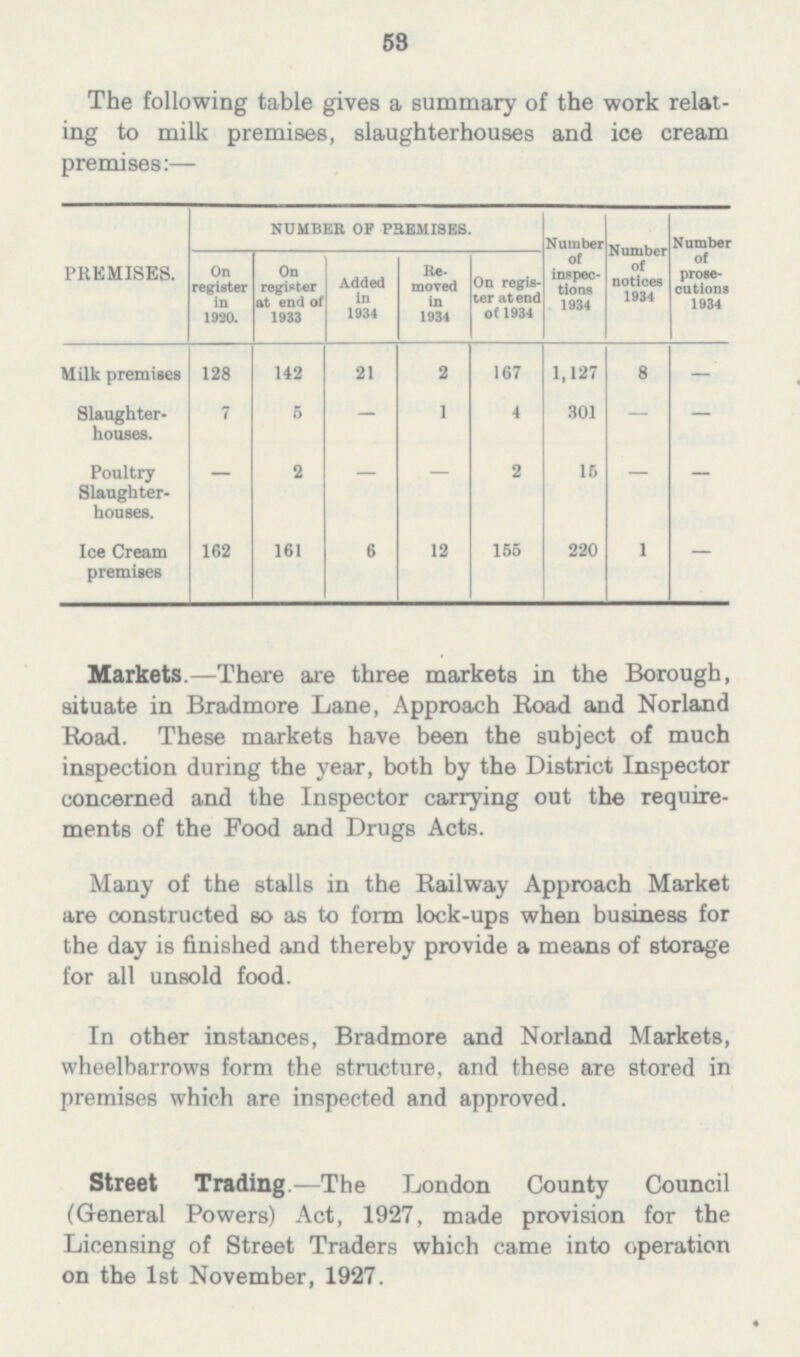 53
The following table gives a summary of the work relat-
ing to milk premises, slaughterhouses and ice cream
premises:—
PREMISES. | NUMBER OF PREMISES. | Number of inspec-tions 1934 | Number of notices 1934 | Number of prose-cutions 1934
On register in 1920. | On register at end of 1933 | Added in 1934 | Re-moved in 1934 | On regis-ter at end of 1934
Milk premises | 128 | 142 | 21 | 2 | 167 | 1,127 | 8 | —
Slaughter-houses. | 7 | 5 | — | 1 | 4 | 301 | — | —
Poultry Slaughter-houses. | — | 2 | — | — | 2 | 15 | — | —
Ice Cream premises | 162 | 161 | 6 | 12 | 155 | 220 | 1 | —
Markets.—There are three markets in the Borough,
situate in Bradmore Lane, Approach Road and Norland
Road. These markets have been the subject of much
inspection during the year, both by the District Inspector
concerned and the Inspector carrying out the require-
ments of the Food and Drugs Acts.
Many of the stalls in the Railway Approach Market
are constructed so as to form lock-ups when business for
the day is finished and thereby provide a means of storage
for all unsold food.
In other instances, Bradmore and Norland Markets,
wheelbarrows form the structure, and these are stored in
premises which are inspected and approved.
Street Trading.—The London County Council
(General Powers) Act, 1927, made provision for the
Licensing of Street Traders which came into operation
on the 1st November, 1927.